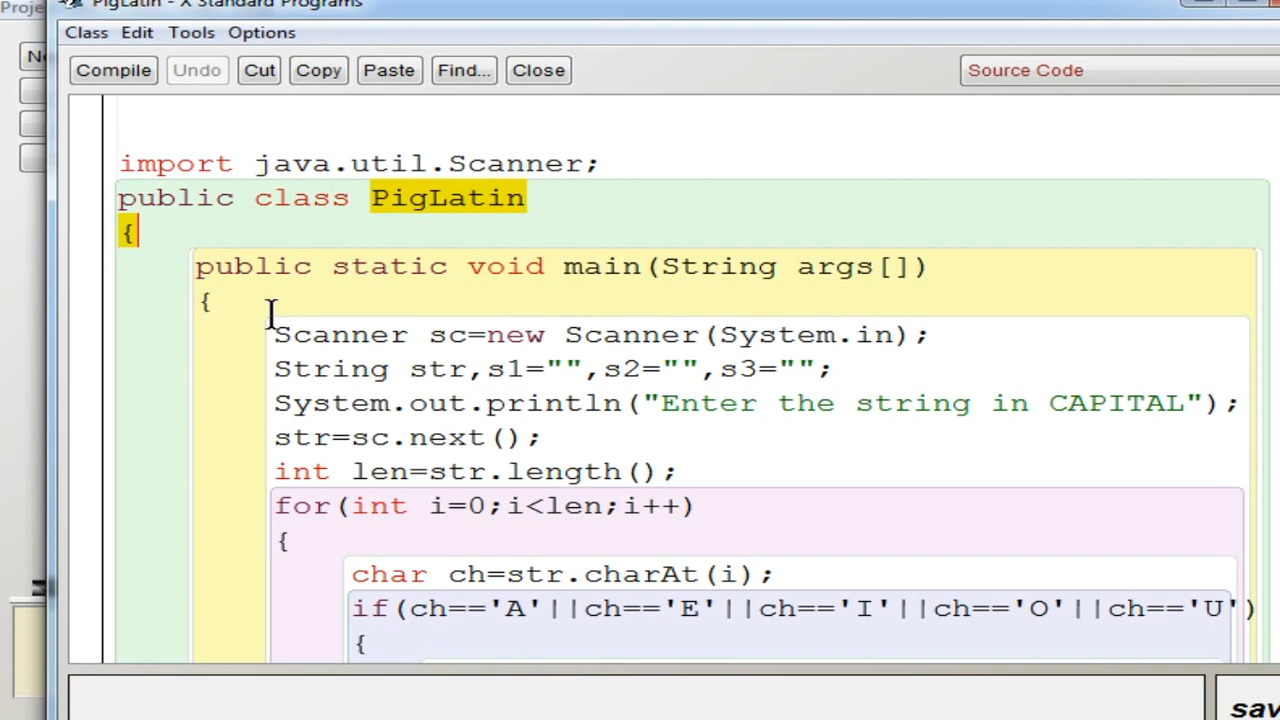 PigLatin - X Standard Programs
Class Edit Tools Options
Compile Undo Cut Copy Paste Find... Close Source Code
import java.util.Scanner;
public class PigLatin
{
public static void main(String args[])
{
Scanner sc=new Scanner(System.in);
String str,s1="",s2="",s3="";
System.out.println("Enter the string in CAPITAL");
str=sc.next();
int len=str.length();
for(int i=0;i<len;i++)
{
char ch=str.charAt(i);
if(ch=='A'||ch=='E'||ch=='I'||ch=='O'||ch=='U')
{